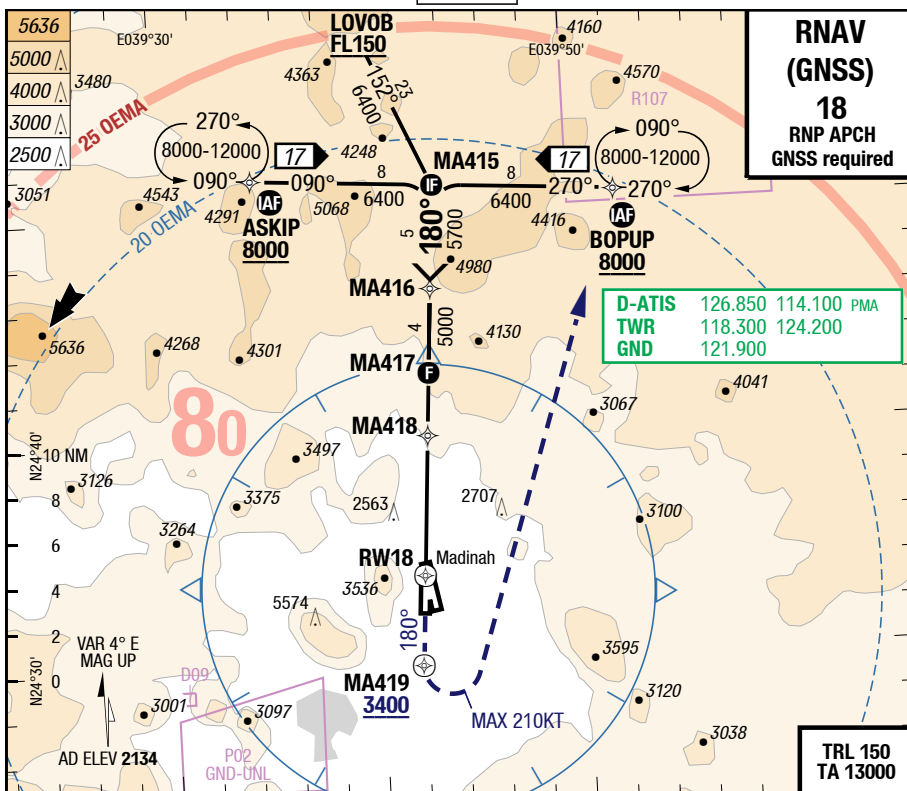 5636
5000
4000
3000
2500
3480
E039°30'
LOVOB
FL150
4363
152°
23
6400
4160
E039°50'
4570
R107
RNAV
(GNSS)
18
RNP APCH
GNSS required
25 OEMA
270°
8000-12000
090°
17
4248
MA415
17
090°
8000-12000
270°
3051
4543
4291
090°
8
6400
IF
8
6400
270°
5068
IAF
ASKIP
8000
180°
5
5700
4416
IAF
BOPUP
8000
20 OEMA
4980
MA416
D-ATIS 126.850 114.100 PMA
TWR 118.300 124.200
GND 121.900
5636
4268
4301
4
5000
4130
MA417
F
4041
3067
80
MA418
N24°40'
10 NM
3497
3126
8
3375
2563
2707
3100
3264
6
RW18
Madinah
3536
4
5574
180°
2
3595
VAR 4° E
MAG UP
N24°30'
0
D09
MA419
3400
3120
3001
3097
MAX 210KT
3038
AD ELEV 2134
P02
GND-UNL
TRL 150
TA 13000